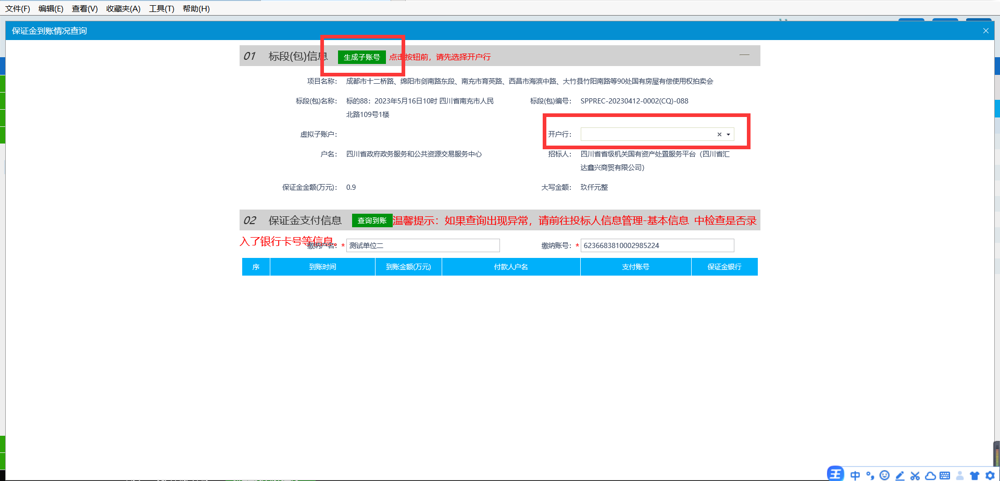 文件(F) 编辑(E) 查看(V) 收藏夹(A) 工具(T) 帮助(H)
保证金到账情况查询
01 标段(包)信息 生成子账号 点击按钮前，请先选择开户行
项目名称： 成都市十二桥路、绵阳市剑南路东段、南充市育英路、西昌市海滨中路、大竹县竹阳南路等90处国有房屋有偿使用权拍卖会
标段(包)名称： 标的88：2023年5月16日10时 四川省南充市人民 标段(包)编号： SPPREC-20230412-0002(CQ)-088
北路109号1楼
虚拟子账户： 开户行：
户名： 四川省政府政务服务和公共资源交易服务中心 招标人： 四川省省级机关国有资产处置服务平台（四川省汇
达鑫兴商贸有限公司）
保证金金额(万元)： 0.9 大写金额： 玖仟元整
02 保证金支付信息 查询到账 温馨提示：如果查询出现异常，请前往投标人信息管理-基本信息 中检查是否录
入了银行卡号等信息。
缴纳户名：* 测试单位二 缴纳账号：* 6236683810002985224
序 到账时间 到账金额(万元) 付款人户名 支付账号 保证金银行
王 中